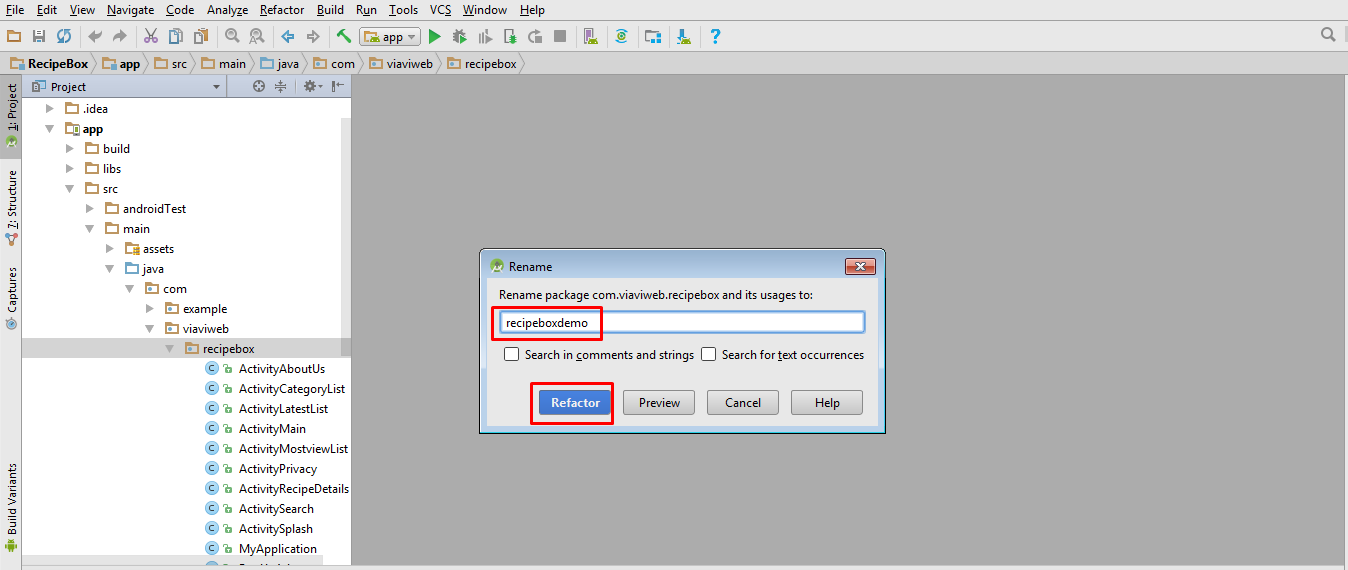 File Edit View Navigate Code Analyze Refactor Build Run Tools VCS Window Help
app
RecipeBox app src main java com viaviweb recipebox
1: Project
7: Structure
Captures
Build Variants
Project
.idea
app
build
libs
src
androidTest
main
assets
java
com
example
viaviweb
recipebox
ActivityAboutUs
ActivityCategoryList
ActivityLatestList
ActivityMain
ActivityMostviewList
ActivityPrivacy
ActivityRecipeDetails
ActivitySearch
ActivitySplash
MyApplication
Rename
Rename package com.viaviweb.recipebox and its usages to:
recipeboxdemo
Search in comments and strings Search for text occurrences
Refactor Preview Cancel Help